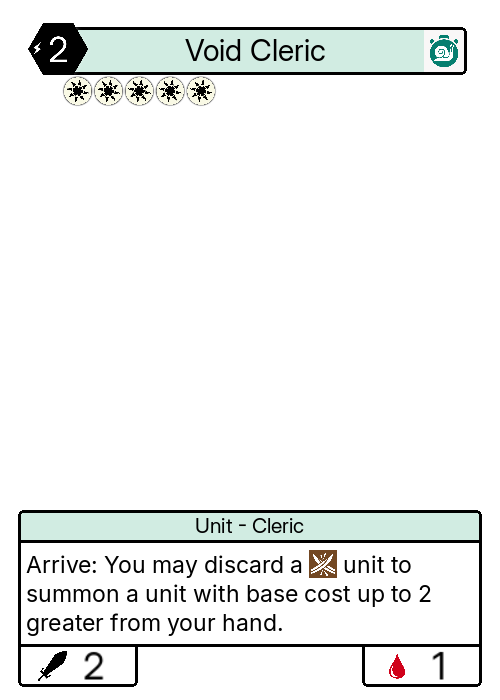 2 Void Cleric
Unit - Cleric
Arrive: You may discard a unit to
summon a unit with base cost up to 2
greater from your hand.
2 1